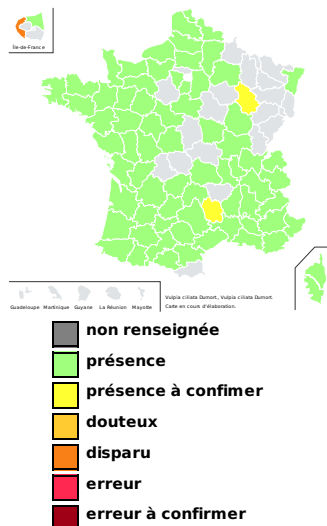 Île-de-France
Guadeloupe Martinique Guyane La Réunion Mayotte
Vulpia ciliata Dumort., Vulpia ciliata Dumort.
Carte en cours d'élaboration.
non renseignée
présence
présence à confimer
douteux
disparu
erreur
erreur à confirmer